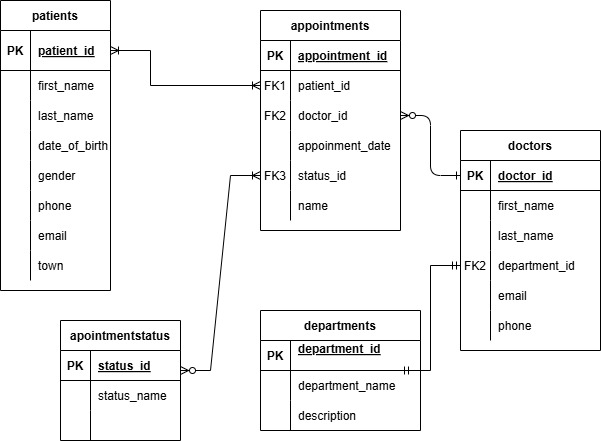 patients
PK patient_id
first_name
last_name
date_of_birth
gender
phone
email
town
appointments
PK appointment_id
FK1 patient_id
FK2 doctor_id
appoinment_date
FK3 status_id
name
doctors
PK doctor_id
first_name
last_name
FK2 department_id
email
phone
apointmentstatus
PK status_id
status_name
departments
PK department_id
department_name
description